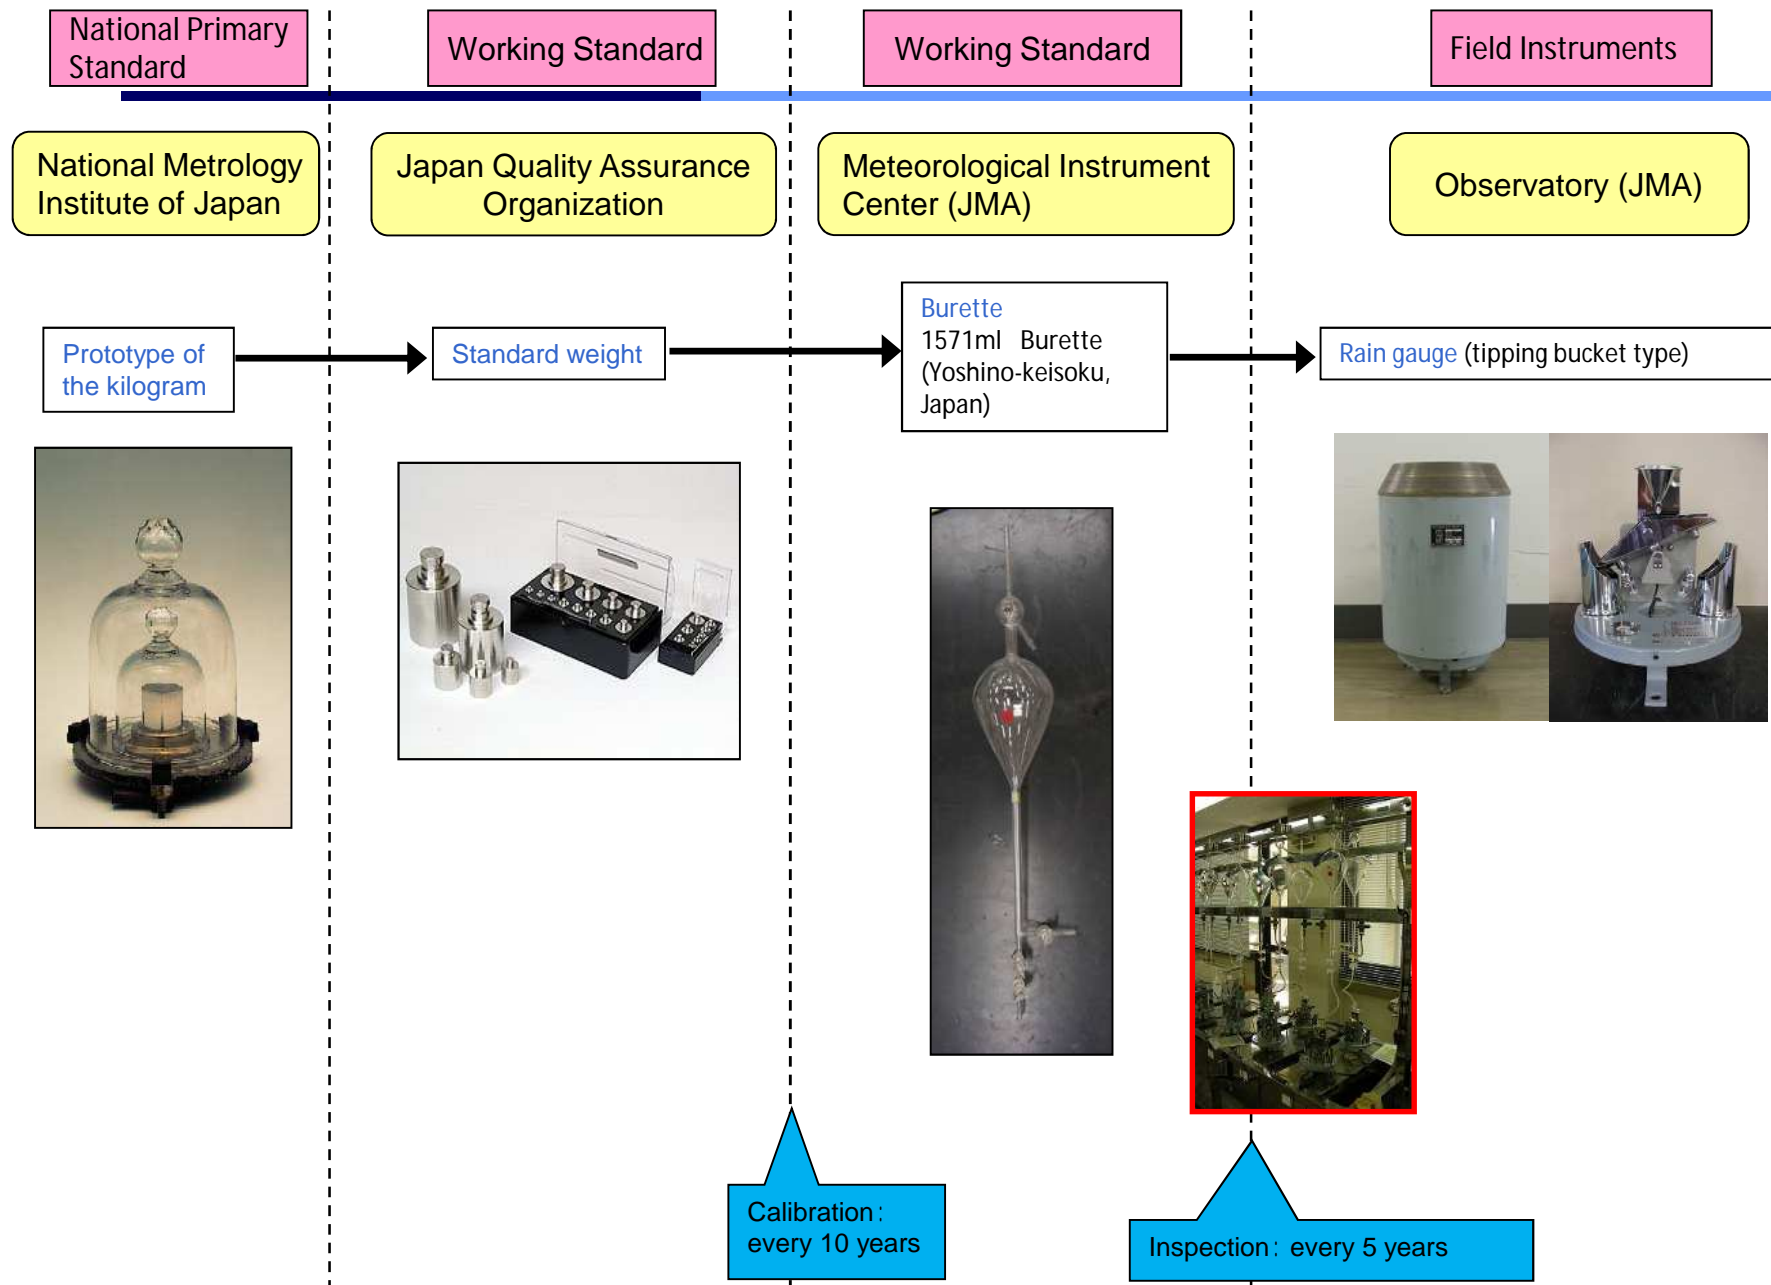 National Primary
Standard
Working Standard
Working Standard
Field Instruments
National Metrology
Institute of Japan
Japan Quality Assurance
Organization
Meteorological Instrument
Center (JMA)
Observatory (JMA)
Prototype of
the kilogram
Standard weight
Burette
1571ml Burette
(Yoshino-keisoku,
Japan)
Rain gauge (tipping bucket type)
Calibration：
every 10 years
Inspection： every 5 years